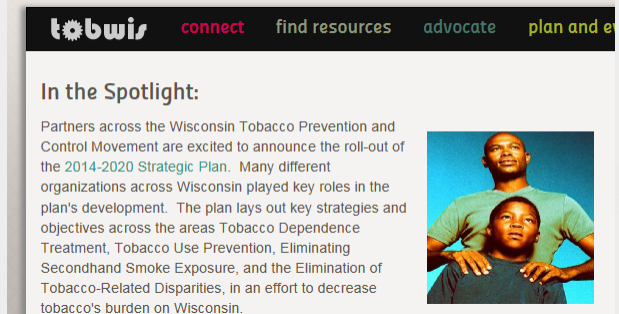 tobwis connect find resources advocate plan and ev
In the Spotlight:
Partners across the Wisconsin Tobacco Prevention and
Control Movement are excited to announce the roll-out of
the 2014-2020 Strategic Plan. Many different
organizations across Wisconsin played key roles in the
plan's development. The plan lays out key strategies and
objectives across the areas Tobacco Dependence
Treatment, Tobacco Use Prevention, Eliminating
Secondhand Smoke Exposure, and the Elimination of
Tobacco-Related Disparities, in an effort to decrease
tobacco's burden on Wisconsin.